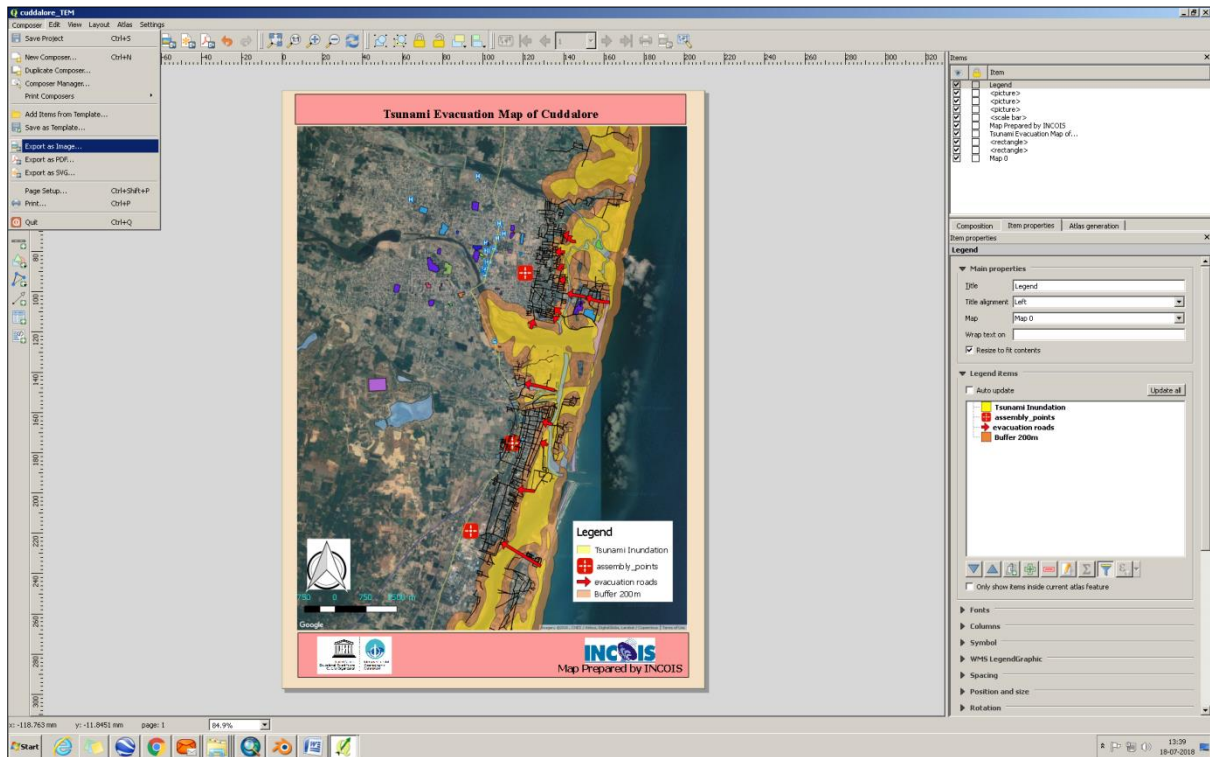 cuddalore_TEM
Composer Edit View Layout Atlas Settings
Save Project Ctrl+S
New Composer... Ctrl+N
Duplicate Composer...
Composer Manager...
Print Composers
Add Items from Template...
Save as Template...
Export as Image...
Export as PDF...
Export as SVG...
Page Setup... Ctrl+Shift+P
Print... Ctrl+P
Quit Ctrl+Q
1
Tsunami Evacuation Map of Cuddalore
Legend
Tsunami Inundation
assembly_points
evacuation roads
Buffer 200m
750 0 750
Google
INCOIS
Map Prepared by INCOIS
Items
Item
Legend
<picture>
<picture>
<picture>
<scale bar>
Map Prepared by INCOIS
Tsunami Evacuation Map of...
<rectangle>
<rectangle>
Map 0
Composition Item properties Atlas generation
Item properties
Legend
Main properties
Title Legend
Title alignment Left
Map Map 0
Wrap text on
Resize to fit contents
Legend items
Auto update Update all
Tsunami Inundation
assembly_points
evacuation roads
Buffer 200m
Only show items inside current atlas feature
Fonts
Columns
Symbol
WMS LegendGraphic
Spacing
Position and size
Rotation
x: -118.763 mm y: -11.8451 mm page: 1 84.9%
Start
13:39
18-07-2018